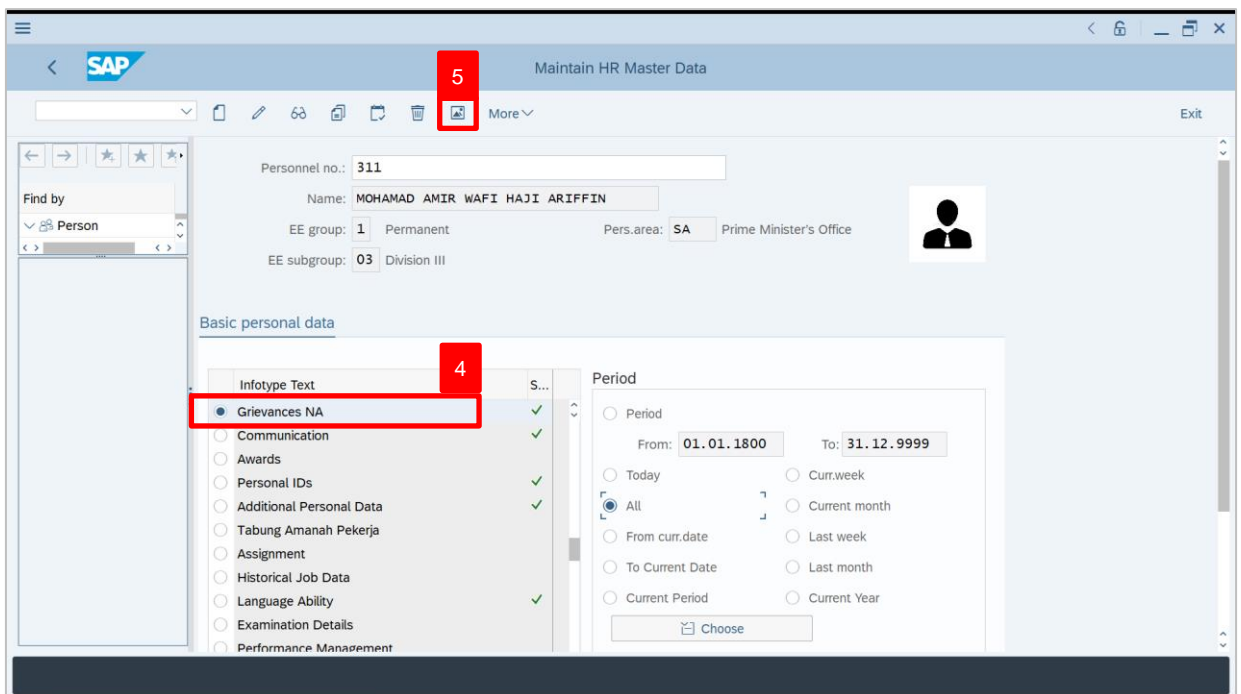 SAP
5
Maintain HR Master Data
More
Exit
Personnel no.: 311
Find by
Name: MOHAMAD AMIR WAFI HAJI ARIFFIN
Person
EE group: 1 Permanent Pers.area: SA Prime Minister's Office
EE subgroup: 03 Division III
Basic personal data
4
Infotype Text S...
Period
Grievances NA
Period
Communication
From: 01.01.1800 To: 31.12.9999
Awards
Personal IDs
Today Curr.week
Additional Personal Data
All Current month
Tabung Amanah Pekerja
From curr.date Last week
Assignment
To Current Date Last month
Historical Job Data
Language Ability
Current Period Current Year
Examination Details
Choose
Performance Management